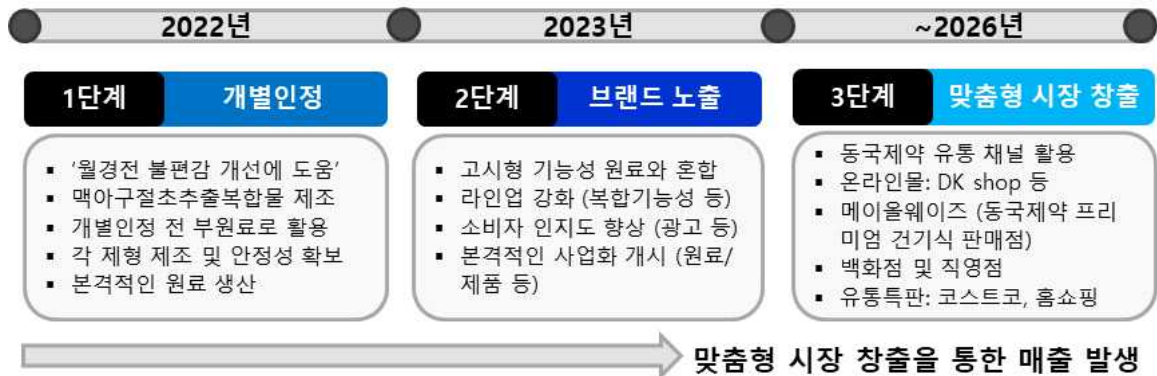 2022년
2023년
~2026년
1단계 개별인정
▪ '월경전 불편감 개선에 도움'
▪ 맥아구절초추출복합물 제조
▪ 개별인정 전 부원료로 활용
▪ 각 제형 제조 및 안정성 확보
▪ 본격적인 원료 생산
2단계 브랜드 노출
▪ 고시형 기능성 원료와 혼합
▪ 라인업 강화 (복합기능성 등)
▪ 소비자 인지도 향상 (광고 등)
▪ 본격적인 사업화 개시 (원료/
제품 등)
3단계 맞춤형 시장 창출
▪ 동국제약 유통 채널 활용
▪ 온라인몰: DK shop 등
▪ 메이올웨이즈 (동국제약 프리
미엄 건기식 판매점)
▪ 백화점 및 직영점
▪ 유통특판: 코스트코, 홈쇼핑
맞춤형 시장 창출을 통한 매출 발생